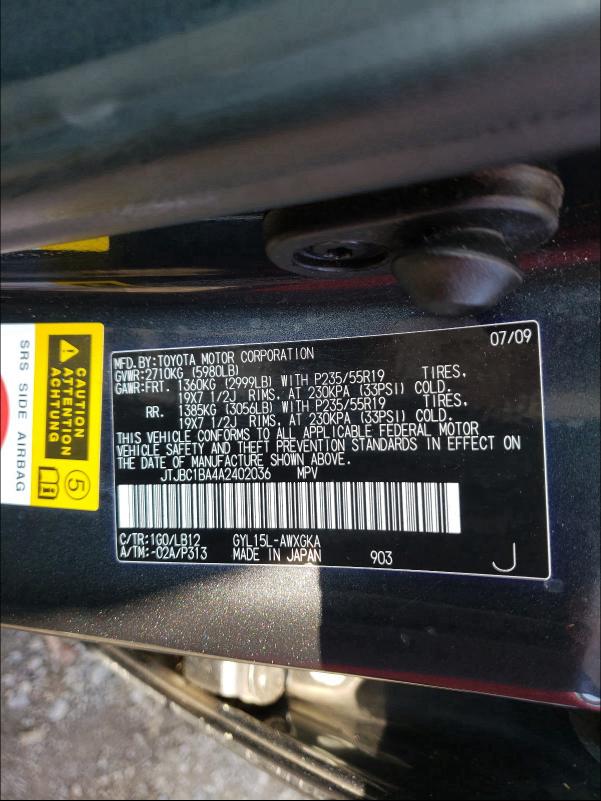 07/09
MFD.BY:TOYOTA MOTOR CORPORATION
GVWR:2710KG (5980LB)
GAWR:FRT. 1360KG (2999LB) WITH P235/55R19 TIRES,
19X7 1/2J RIMS, AT 230KPA (33PSI) COLD.
RR. 1385KG (3056LB) WITH P235/55R19 TIRES,
19X7 1/2J RIMS, AT 230KPA (33PSI) COLD.
THIS VEHICLE CONFORMS TO ALL APPLICABLE FEDERAL MOTOR
VEHICLE SAFETY AND THEFT PREVENTION STANDARDS IN EFFECT ON
THE DATE OF MANUFACTURE SHOWN ABOVE.
JTJBC1BA4A2402036 MPV
C/TR:1G0/LB12 GYL15L-AWXGKA
A/TM:-02A/P313 MADE IN JAPAN 903
J
CAUTION
ATTENTION
ACHTUNG
5
SRS SIDE AIRBAG